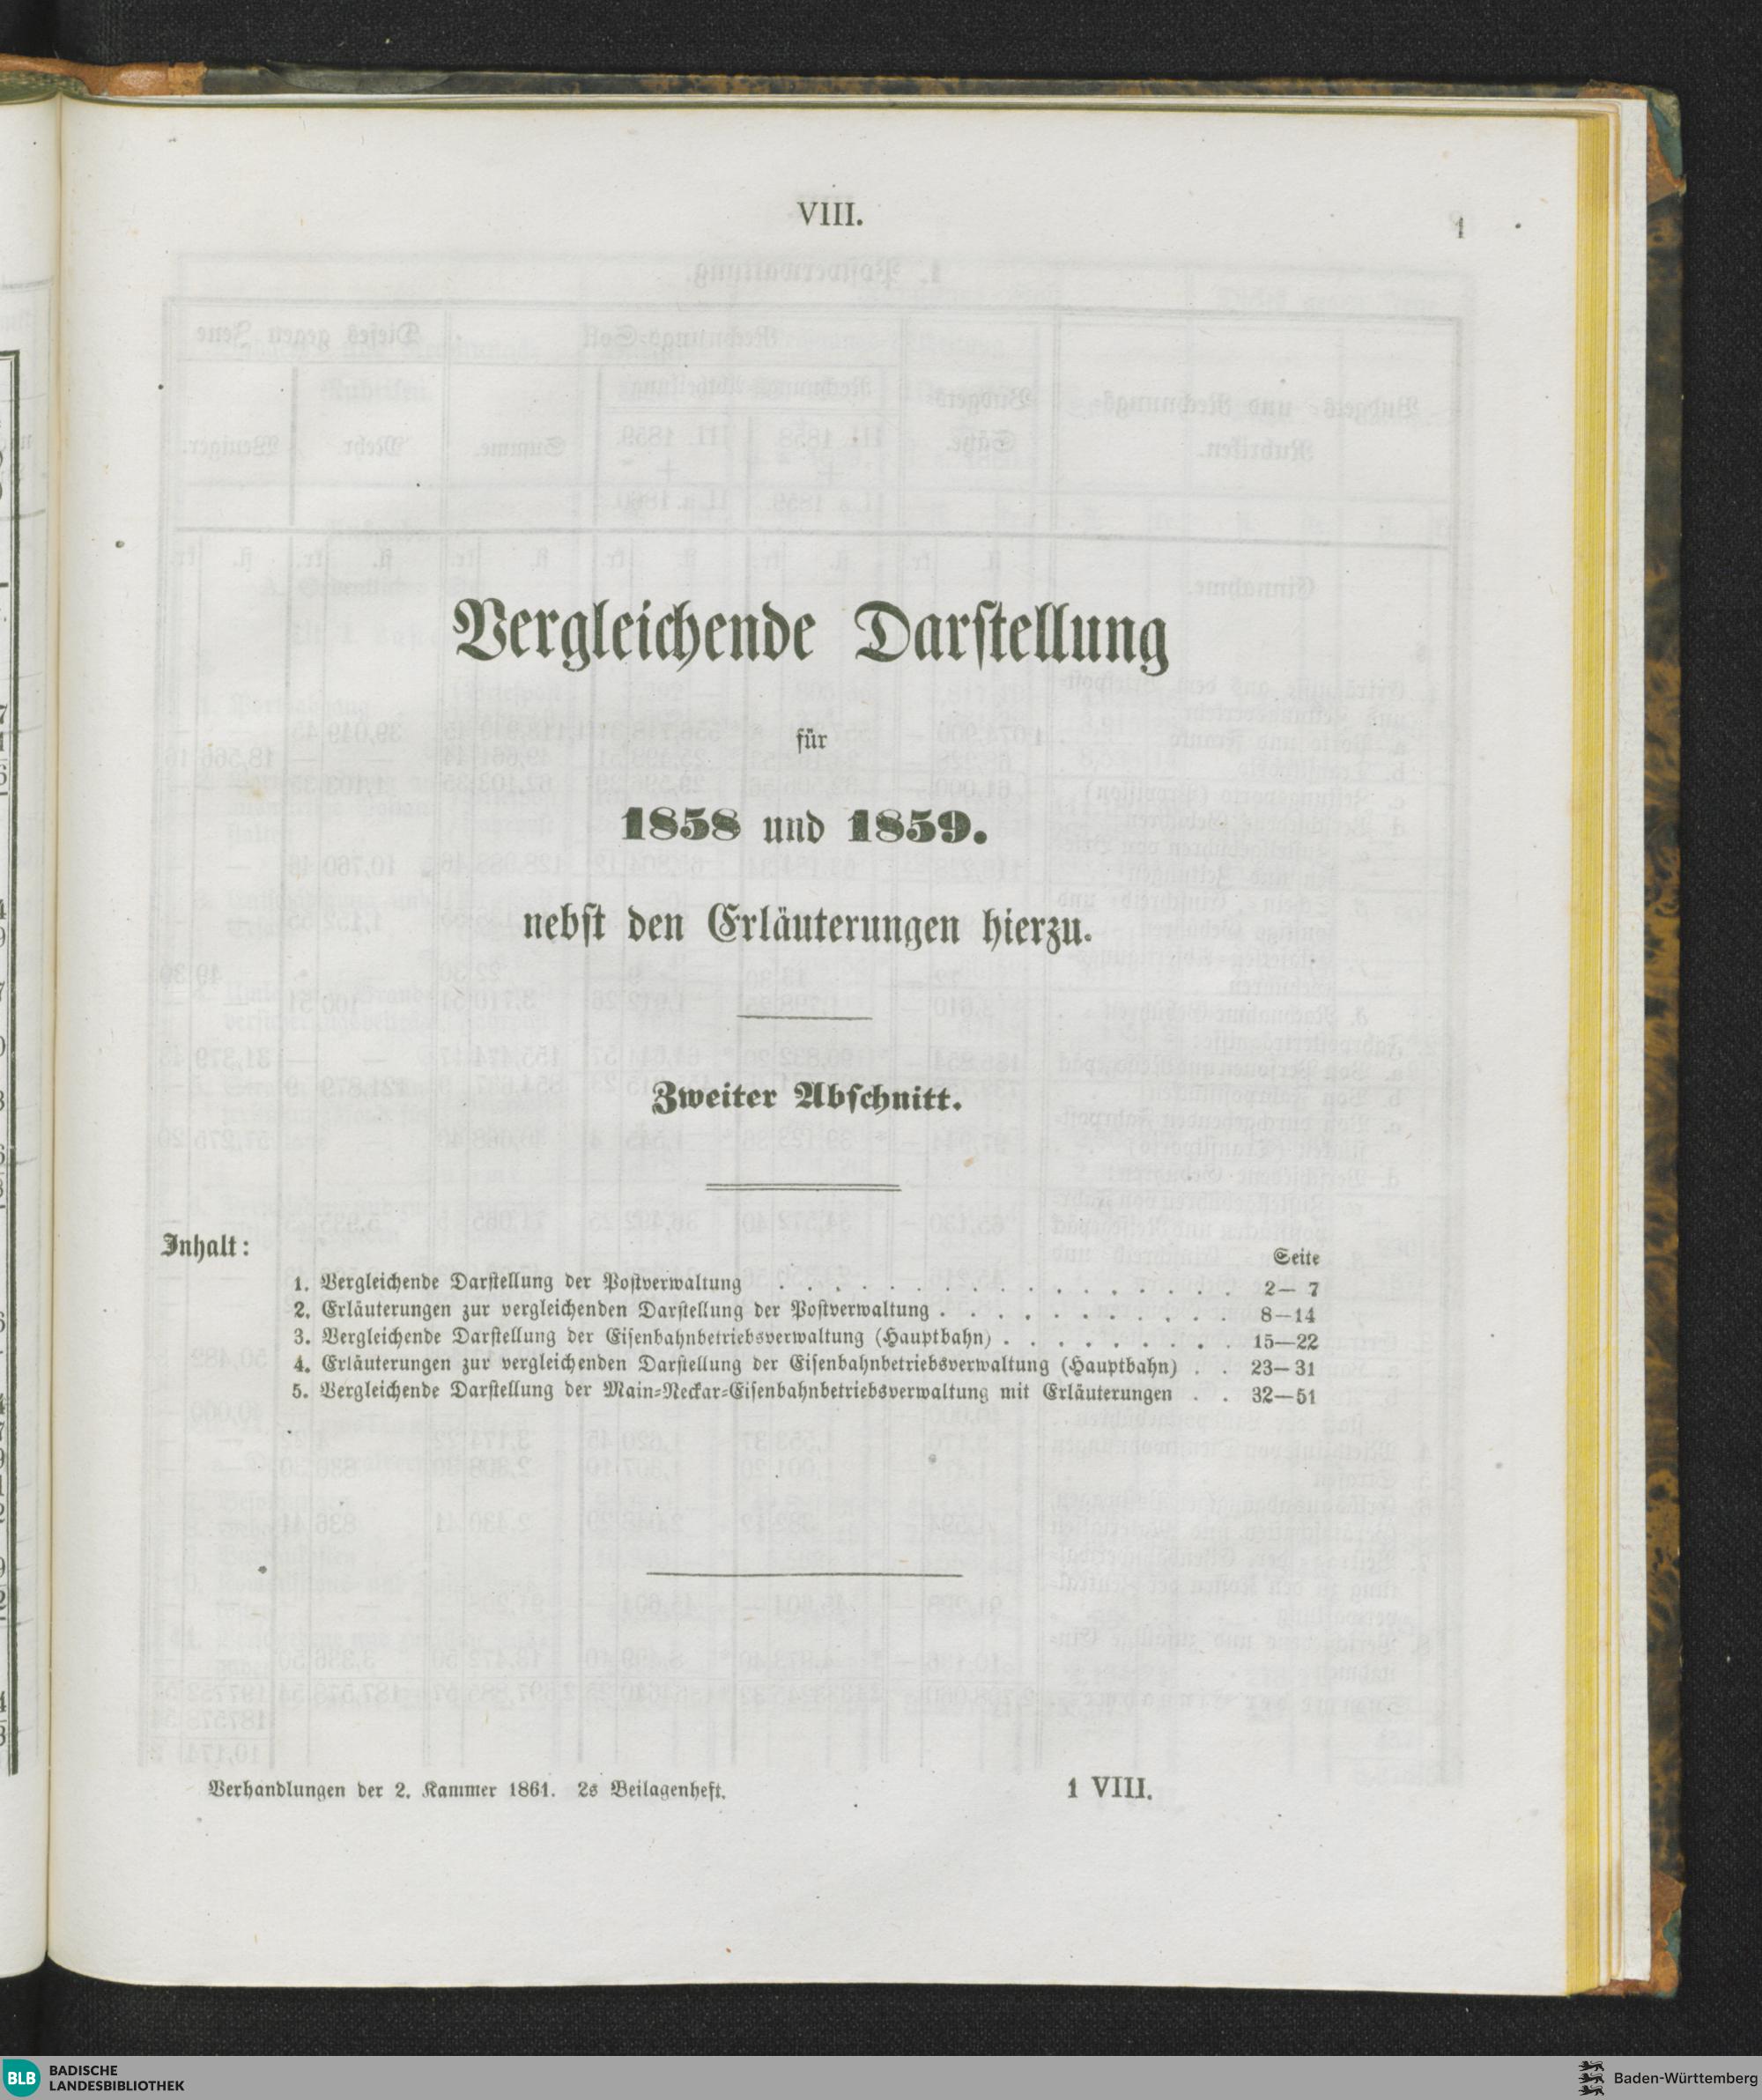 VIII.
1
Vergleichende Darstellung
für
1858 und 1859.
nebst den Erläuterungen hierzu.
Zweiter Abschnitt.
Inhalt:
Seite
1. Vergleichende Darstellung der Postverwaltung . . . . . . . . . . . . . . . . . 2— 7
2. Erläuterungen zur vergleichenden Darstellung der Postverwaltung . . . . . . . . . . . 8—14
3. Vergleichende Darstellung der Eisenbahnbetriebsverwaltung (Hauptbahn) . . . . . . . . . 15—22
4. Erläuterungen zur vergleichenden Darstellung der Eisenbahnbetriebsverwaltung (Hauptbahn) . . 23—31
5. Vergleichende Darstellung der Main-Neckar-Eisenbahnbetriebsverwaltung mit Erläuterungen . . 32—51
Verhandlungen der 2. Kammer 1861. 2s Beilagenheft.
1 VIII.
BLB BADISCHE
LANDESBIBLIOTHEK
Baden-Württemberg